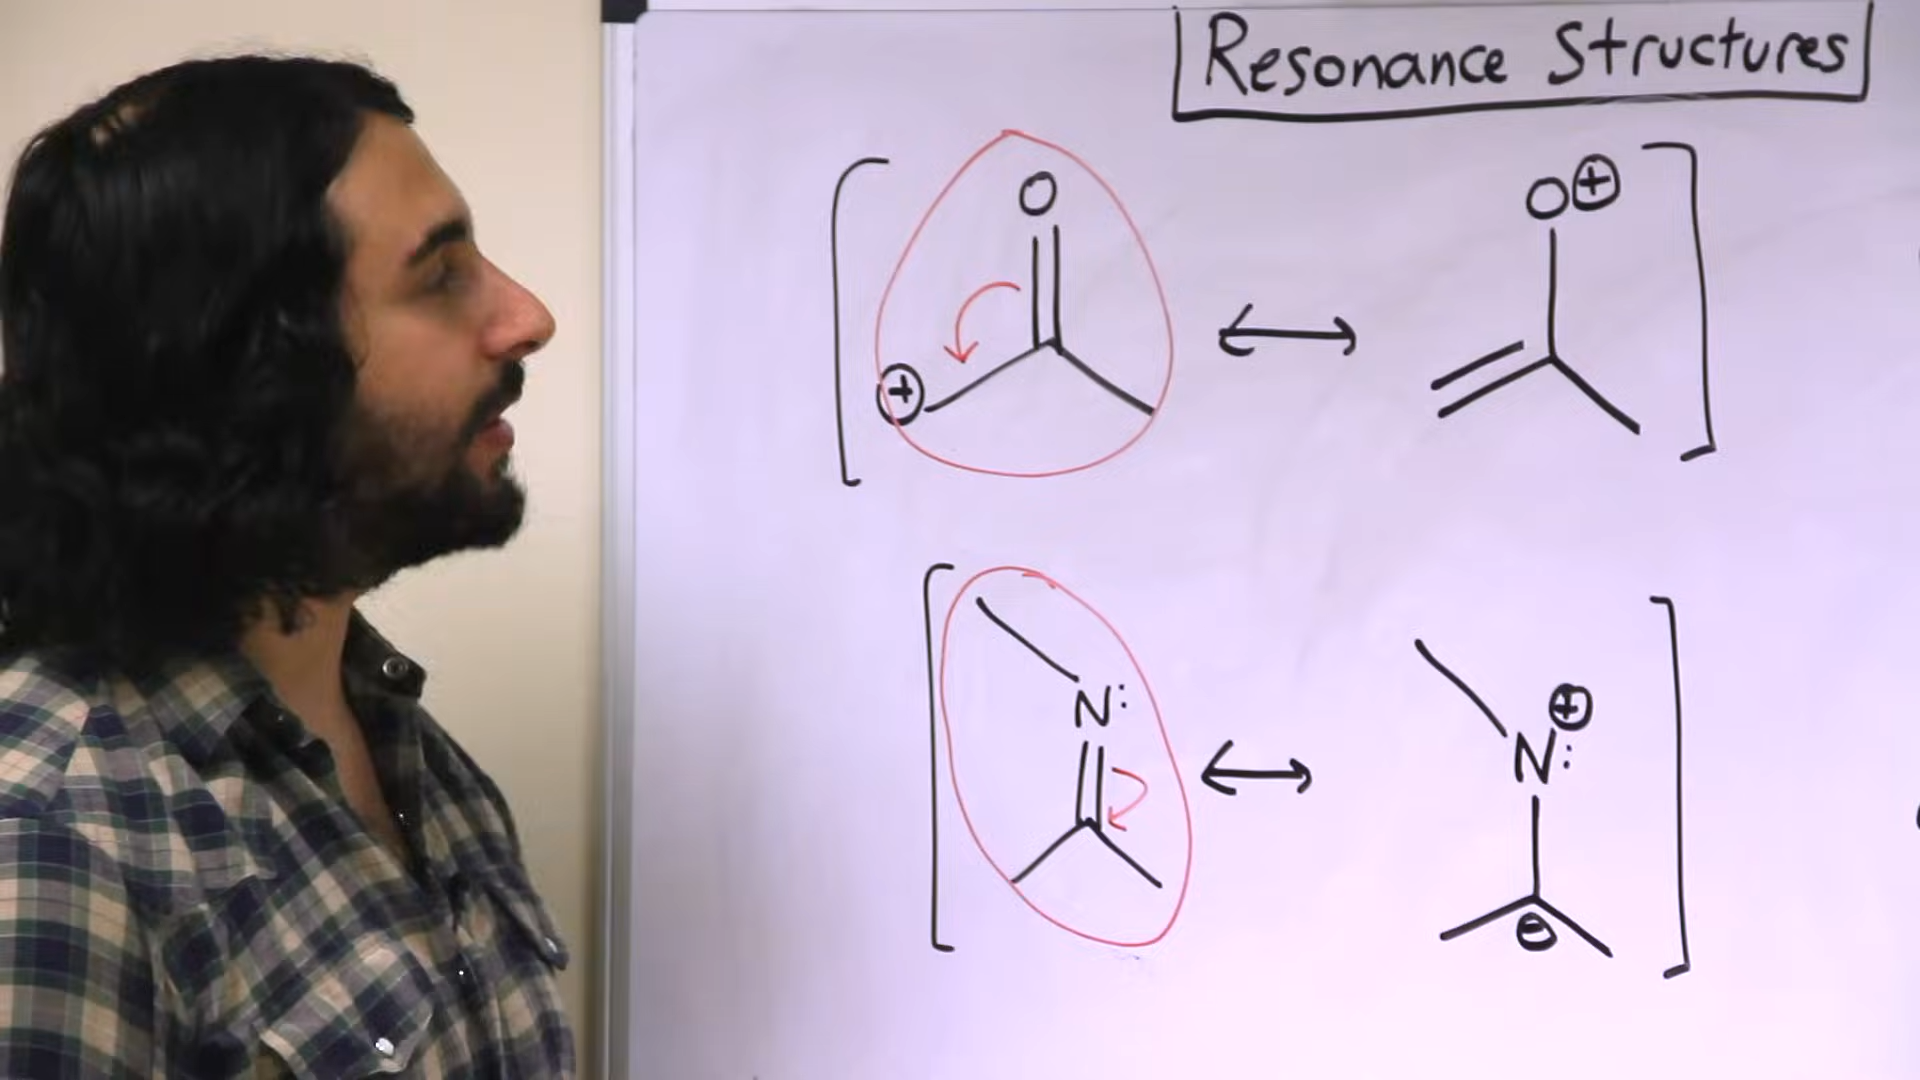 Resonance Structures
O
O⊕
⊕
N:
⊕
N:
⊖